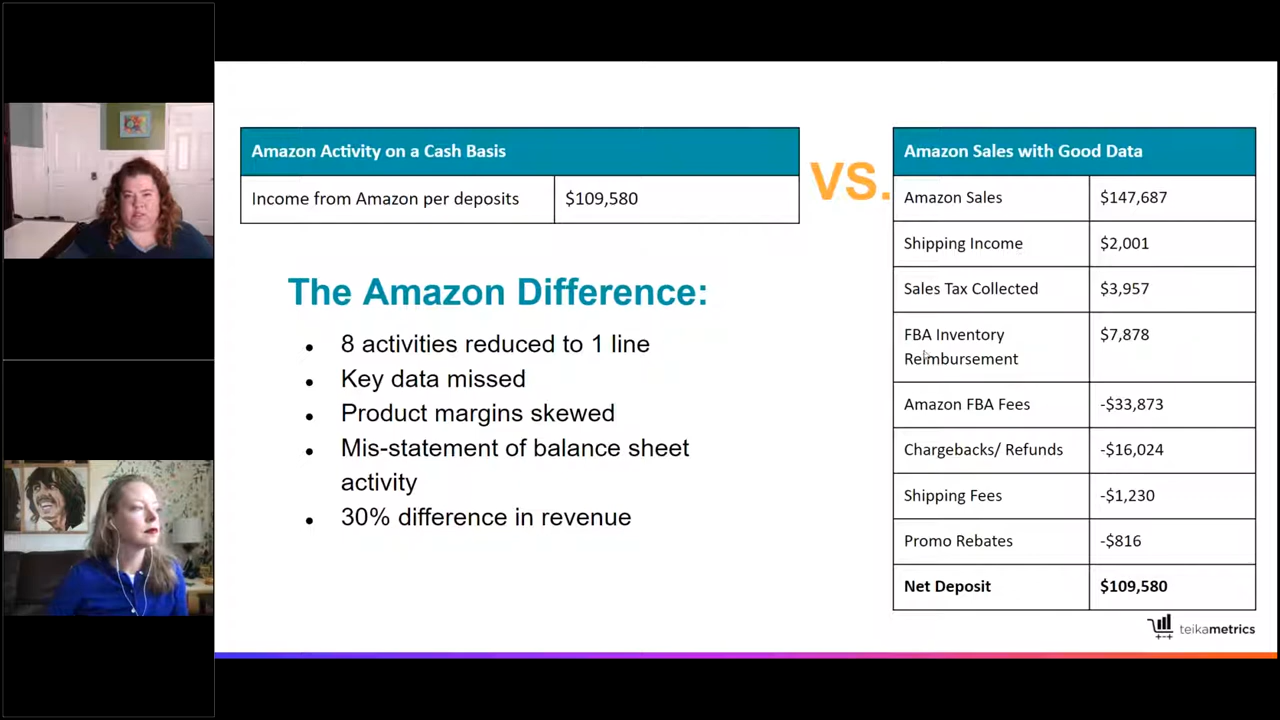 Amazon Activity on a Cash Basis
Income from Amazon per deposits $109,580
The Amazon Difference:
• 8 activities reduced to 1 line
• Key data missed
• Product margins skewed
• Mis-statement of balance sheet
activity
• 30% difference in revenue
VS.
Amazon Sales with Good Data
Amazon Sales $147,687
Shipping Income $2,001
Sales Tax Collected $3,957
FBA Inventory $7,878
Reimbursement
Amazon FBA Fees -$33,873
Chargebacks/ Refunds -$16,024
Shipping Fees -$1,230
Promo Rebates -$816
Net Deposit $109,580
teikametrics